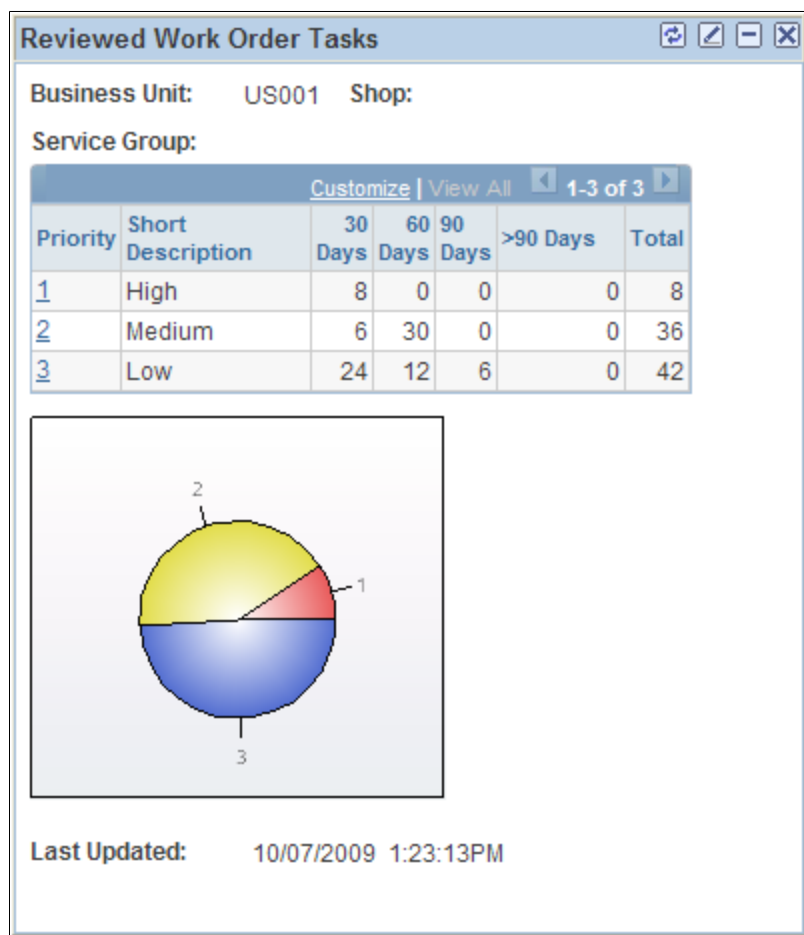 Reviewed Work Order Tasks
Business Unit: US001 Shop:
Service Group:
Customize | View All 1-3 of 3
Priority Short Description 30 Days 60 Days 90 Days >90 Days Total
1 High 8 0 0 0 8
2 Medium 6 30 0 0 36
3 Low 24 12 6 0 42
2
1
3
Last Updated: 10/07/2009 1:23:13PM